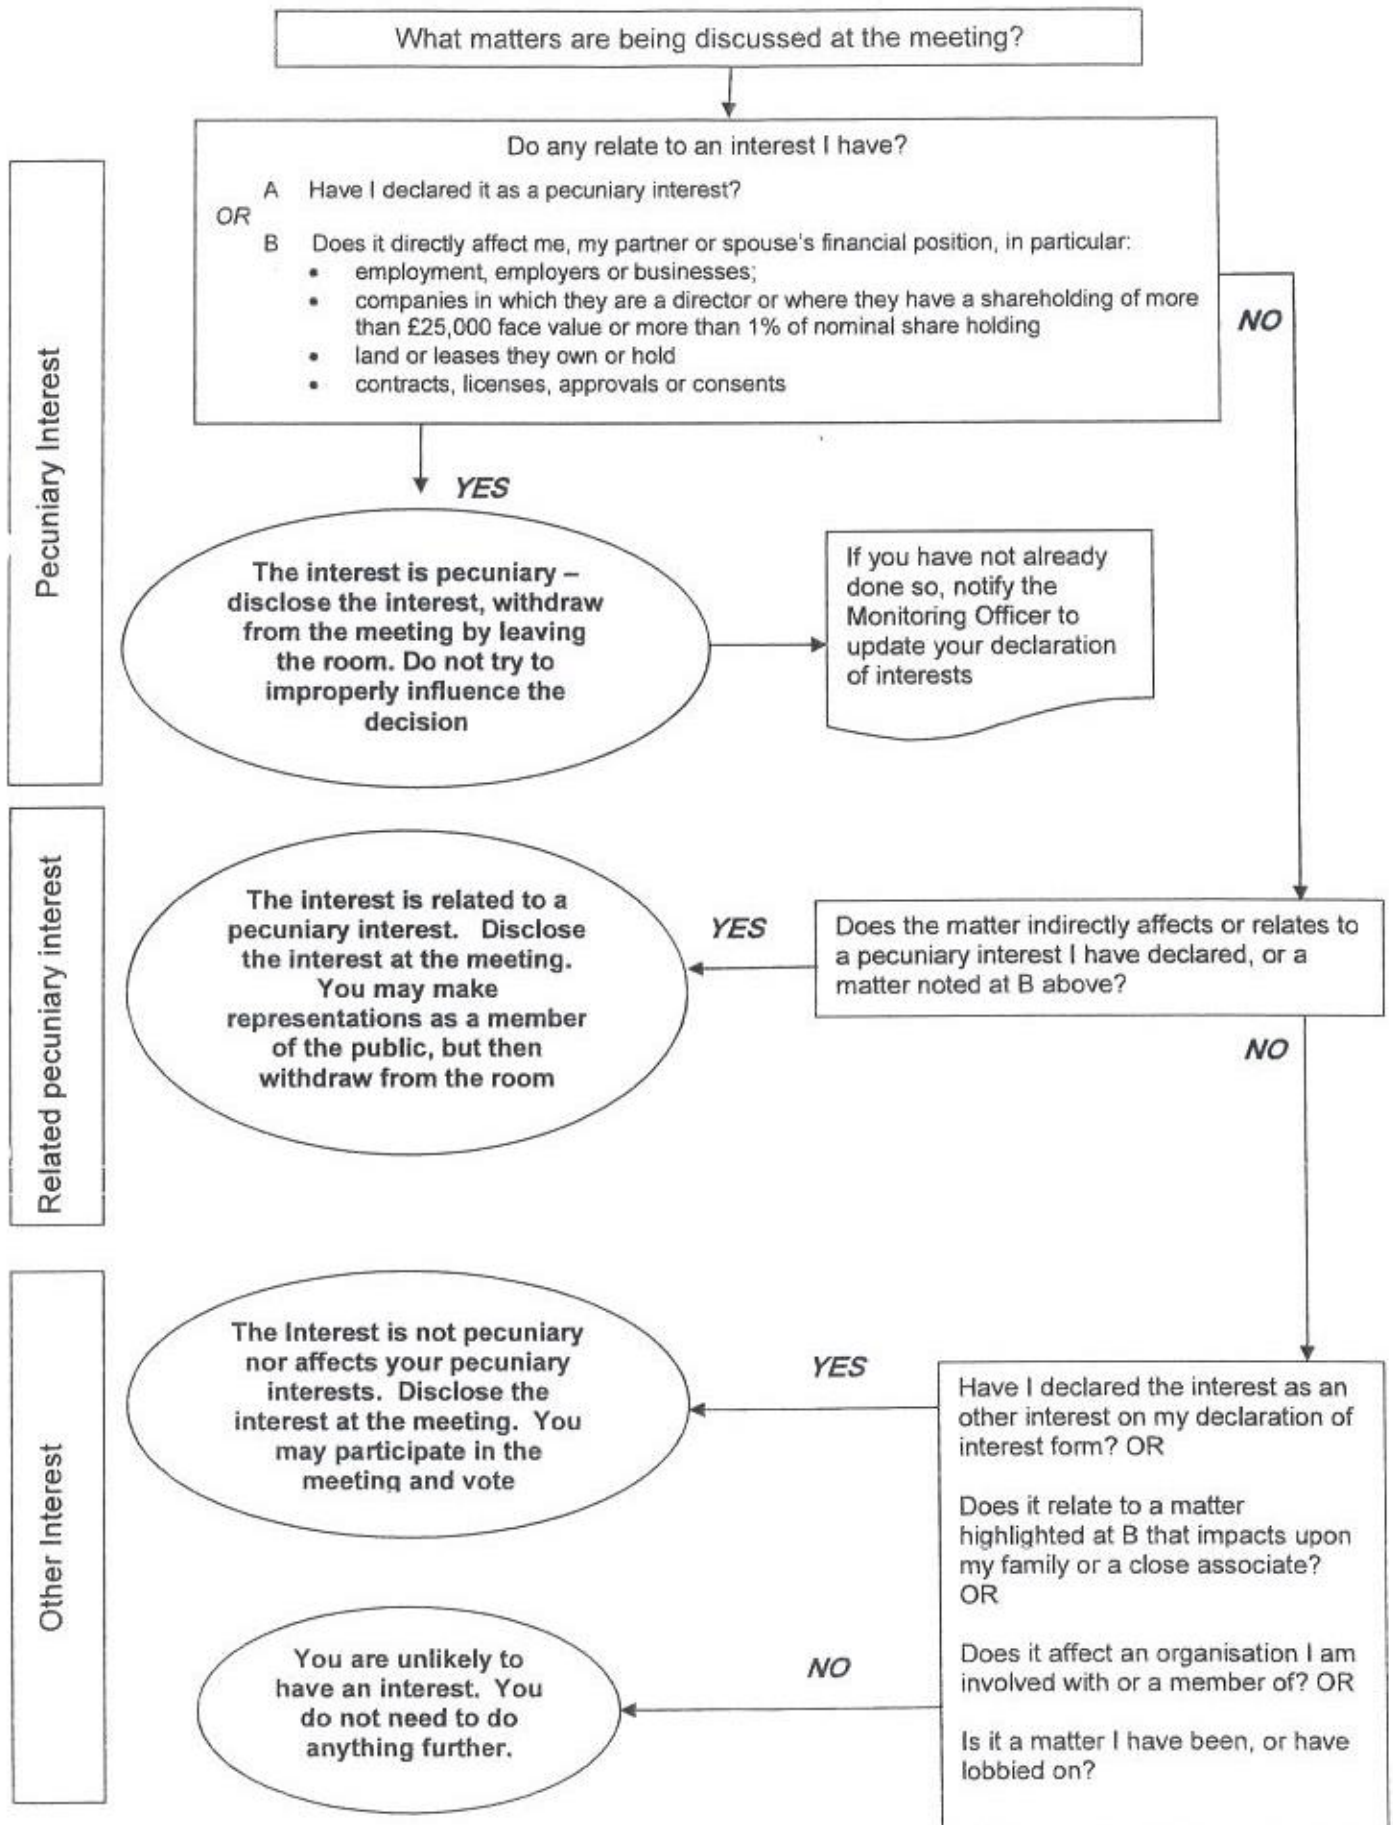 What matters are being discussed at the meeting?
Do any relate to an interest I have?
A Have I declared it as a pecuniary interest?
OR
B Does it directly affect me, my partner or spouse's financial position, in particular:
• employment, employers or businesses;
• companies in which they are a director or where they have a shareholding of more
than £25,000 face value or more than 1% of nominal share holding
• land or leases they own or hold
• contracts, licenses, approvals or consents
NO
Pecuniary Interest
YES
The interest is pecuniary –
disclose the interest, withdraw
from the meeting by leaving
the room. Do not try to
improperly influence the
decision
If you have not already
done so, notify the
Monitoring Officer to
update your declaration
of interests
Related pecuniary interest
The interest is related to a
pecuniary interest. Disclose
the interest at the meeting.
You may make
representations as a member
of the public, but then
withdraw from the room
YES
Does the matter indirectly affects or relates to
a pecuniary interest I have declared, or a
matter noted at B above?
NO
Other Interest
The Interest is not pecuniary
nor affects your pecuniary
interests. Disclose the
interest at the meeting. You
may participate in the
meeting and vote
YES
Have I declared the interest as an
other interest on my declaration of
interest form? OR
Does it relate to a matter
highlighted at B that impacts upon
my family or a close associate?
OR
Does it affect an organisation I am
involved with or a member of? OR
Is it a matter I have been, or have
lobbied on?
NO
You are unlikely to
have an interest. You
do not need to do
anything further.